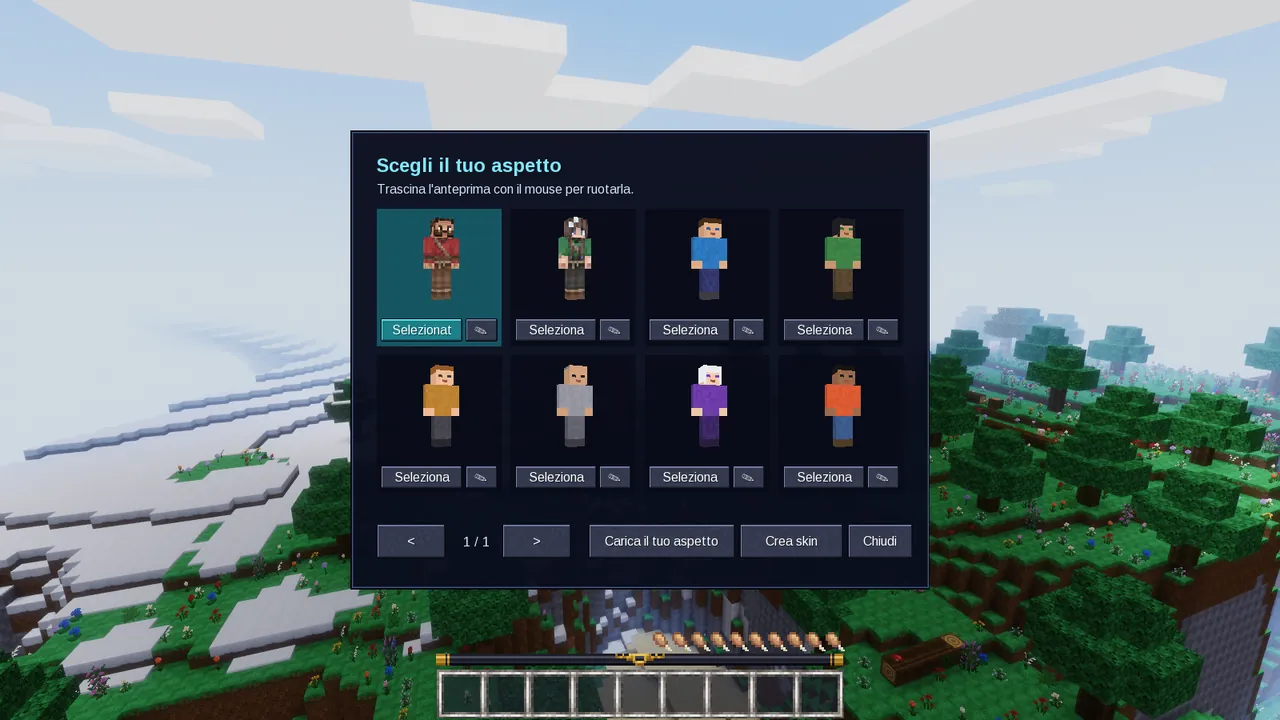 Scegli il tuo aspetto
Trascina l'anteprima con il mouse per ruotarla.
Selezionat
Seleziona
Seleziona
Seleziona
Seleziona
Seleziona
Seleziona
Seleziona
<
1 / 1
>
Carica il tuo aspetto
Crea skin
Chiudi